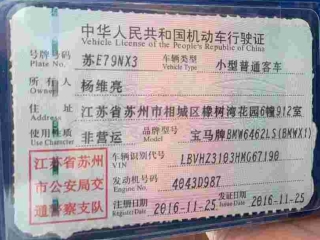 中华人民共和国机动车行驶证
Vehicle License of the People's Republic of China
号牌号码 苏E79NX3 车辆类型 小型普通客车
Plate No. Vehicle Type
所有人 杨维亮
Owner
住址 江苏省苏州市相城区橡树湾花园6幢912室
Address
使用性质 非营运 品牌型号 宝马牌BMW6462LS(BMWX1)
Use Character Model
江苏省苏州
市公安局交
通警察支队
车辆识别代号 LBVHZ3103HMG67190
VIN
发动机号码 4043D987
Engine No.
注册日期 2016-11-25 发证日期 2016-11-25
Register Date Issue Date